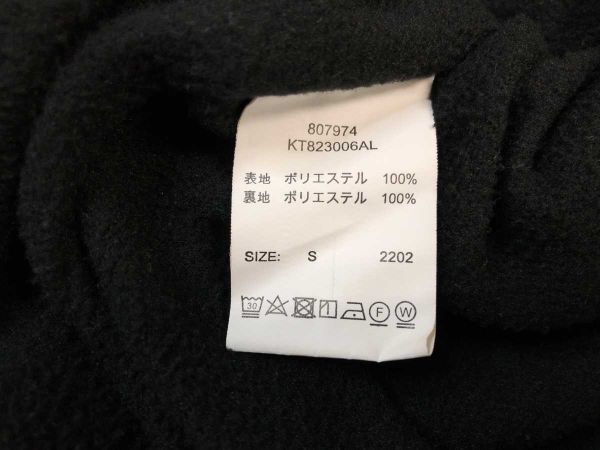 807974
KT823006AL
表地 ポリエステル 100%
裏地 ポリエステル 100%
SIZE: S 2202
30 F W